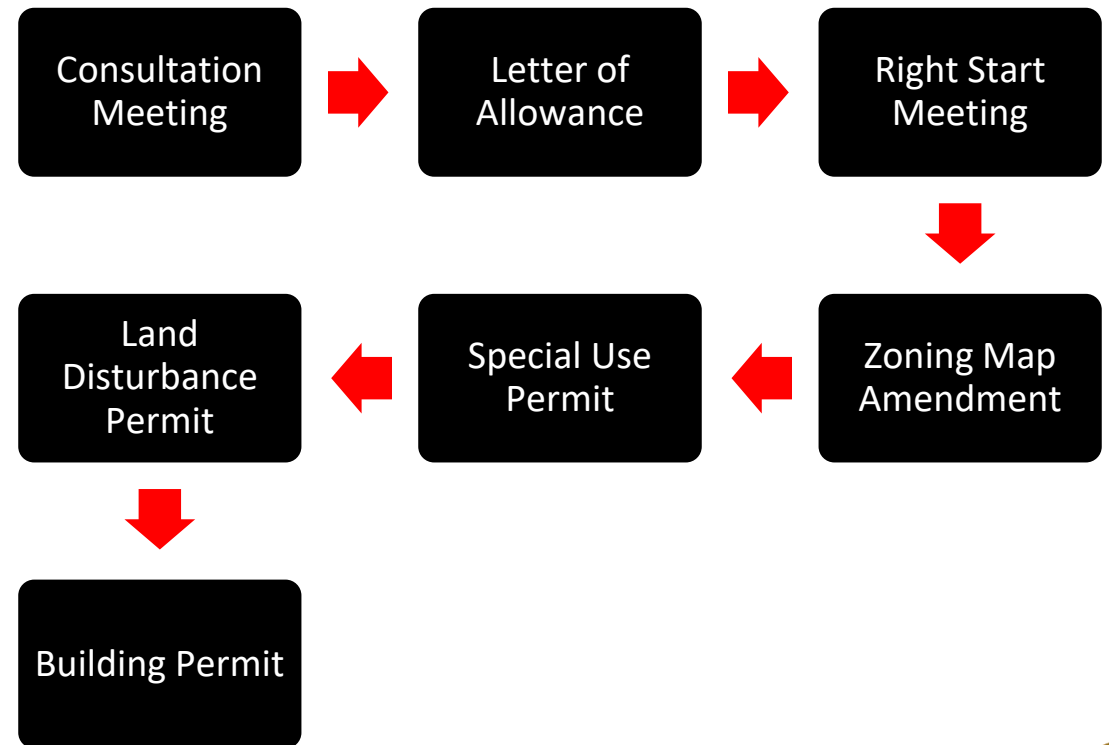 Consultation
Meeting
Letter of
Allowance
Right Start
Meeting
Zoning Map
Amendment
Special Use
Permit
Land
Disturbance
Permit
Building Permit